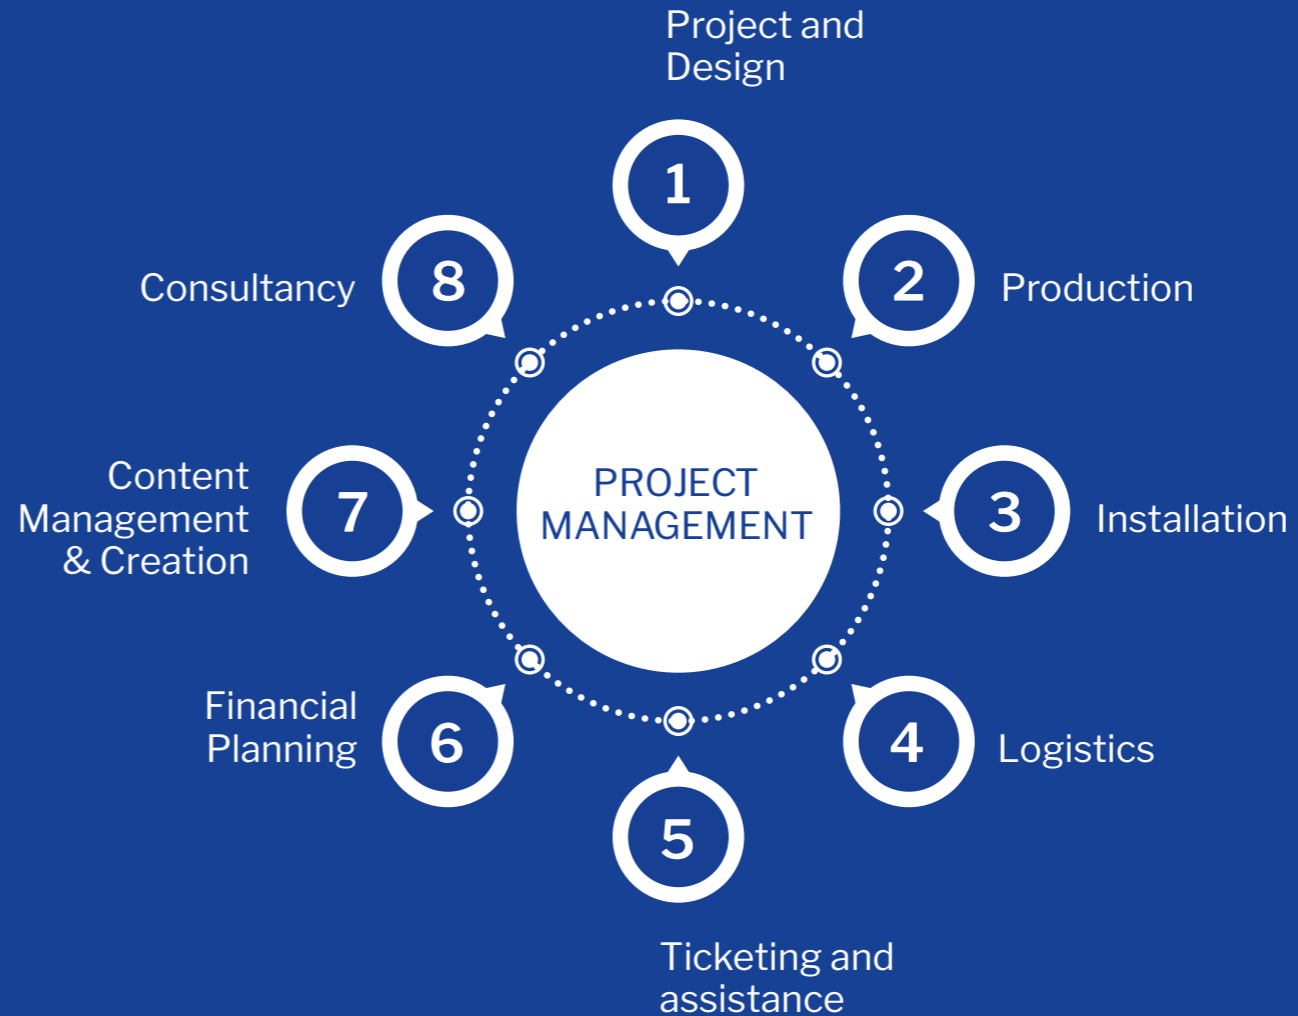 Project and
Design
1
2
Production
3
Installation
4
Logistics
5
Ticketing and
assistance
6
Financial
Planning
7
Content
Management
& Creation
8
Consultancy
PROJECT
MANAGEMENT